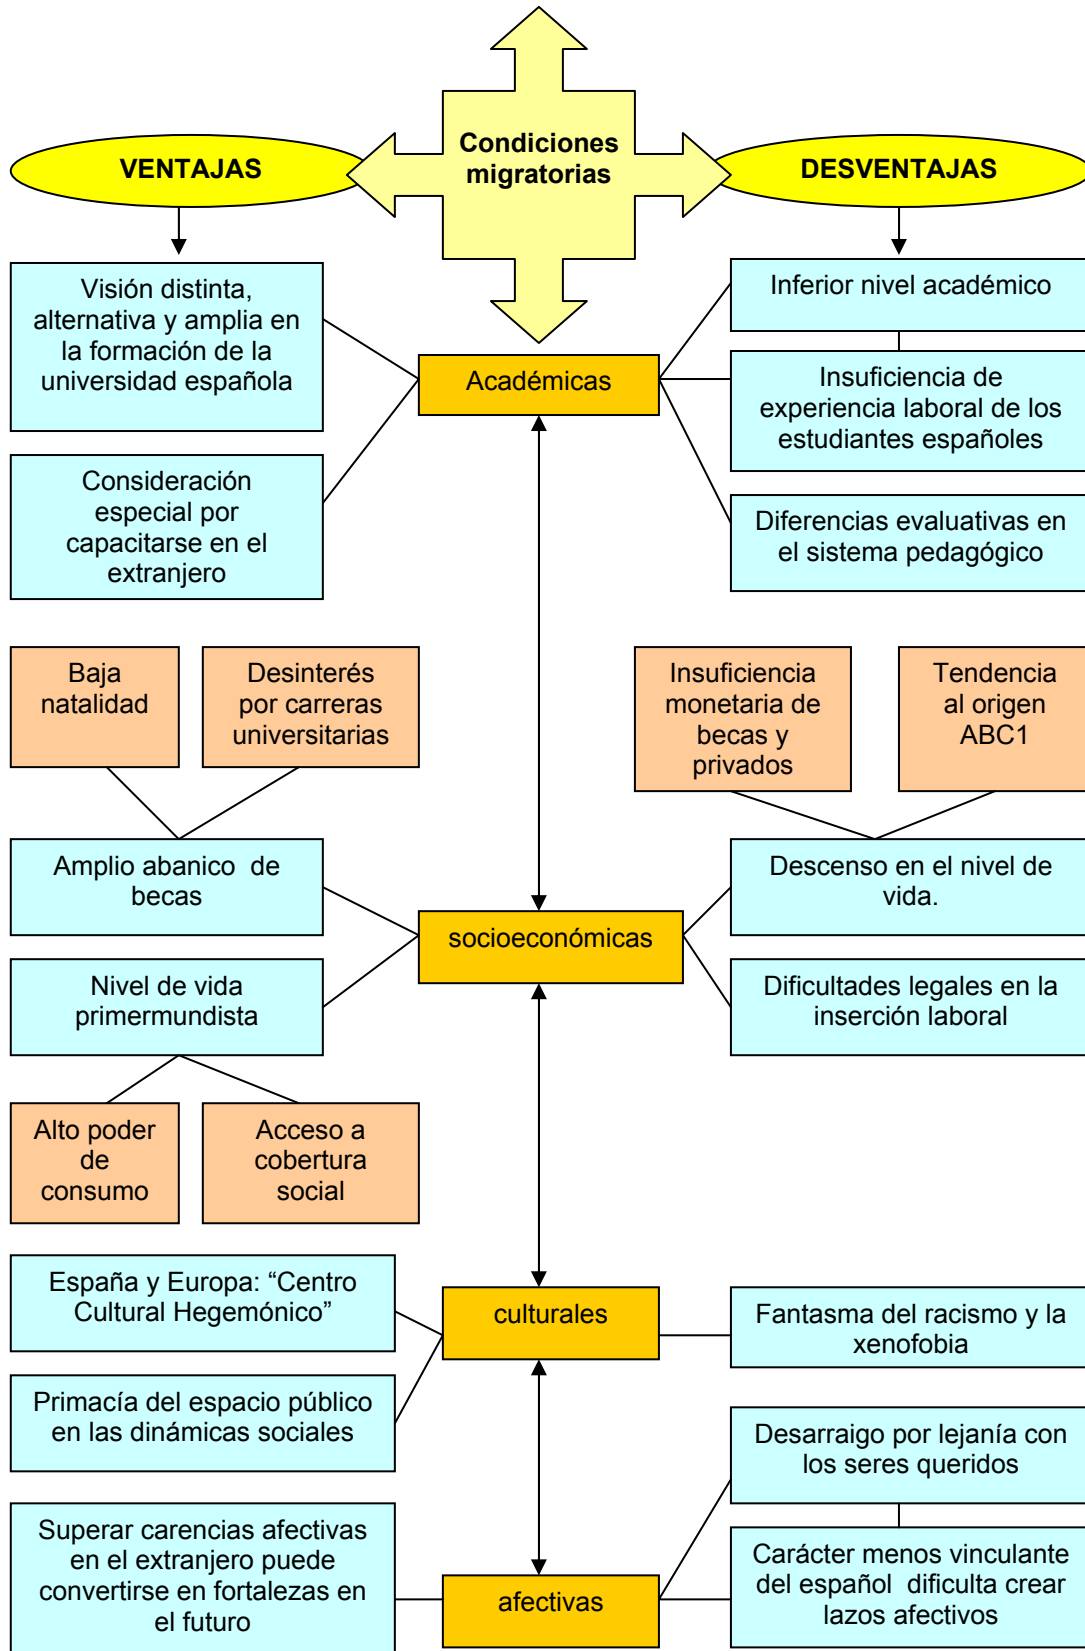 Condiciones
migratorias
VENTAJAS
DESVENTAJAS
Visión distinta,
alternativa y amplia en
la formación de la
universidad española
Inferior nivel académico
Académicas
Insuficiencia de
experiencia laboral de los
estudiantes españoles
Consideración
especial por
capacitarse en el
extranjero
Diferencias evaluativas en
el sistema pedagógico
Baja
natalidad
Desinterés
por carreras
universitarias
Insuficiencia
monetaria de
becas y
privados
Tendencia
al origen
ABC1
Amplio abanico de
becas
Descenso en el nivel de
vida.
socioeconómicas
Nivel de vida
primermundista
Dificultades legales en la
inserción laboral
Alto poder
de
consumo
Acceso a
cobertura
social
España y Europa: “Centro
Cultural Hegemónico”
culturales
Fantasma del racismo y la
xenofobia
Primacía del espacio público
en las dinámicas sociales
Desarraigo por lejanía con
los seres queridos
Superar carencias afectivas
en el extranjero puede
convertirse en fortalezas en
el futuro
afectivas
Carácter menos vinculante
del español dificulta crear
lazos afectivos